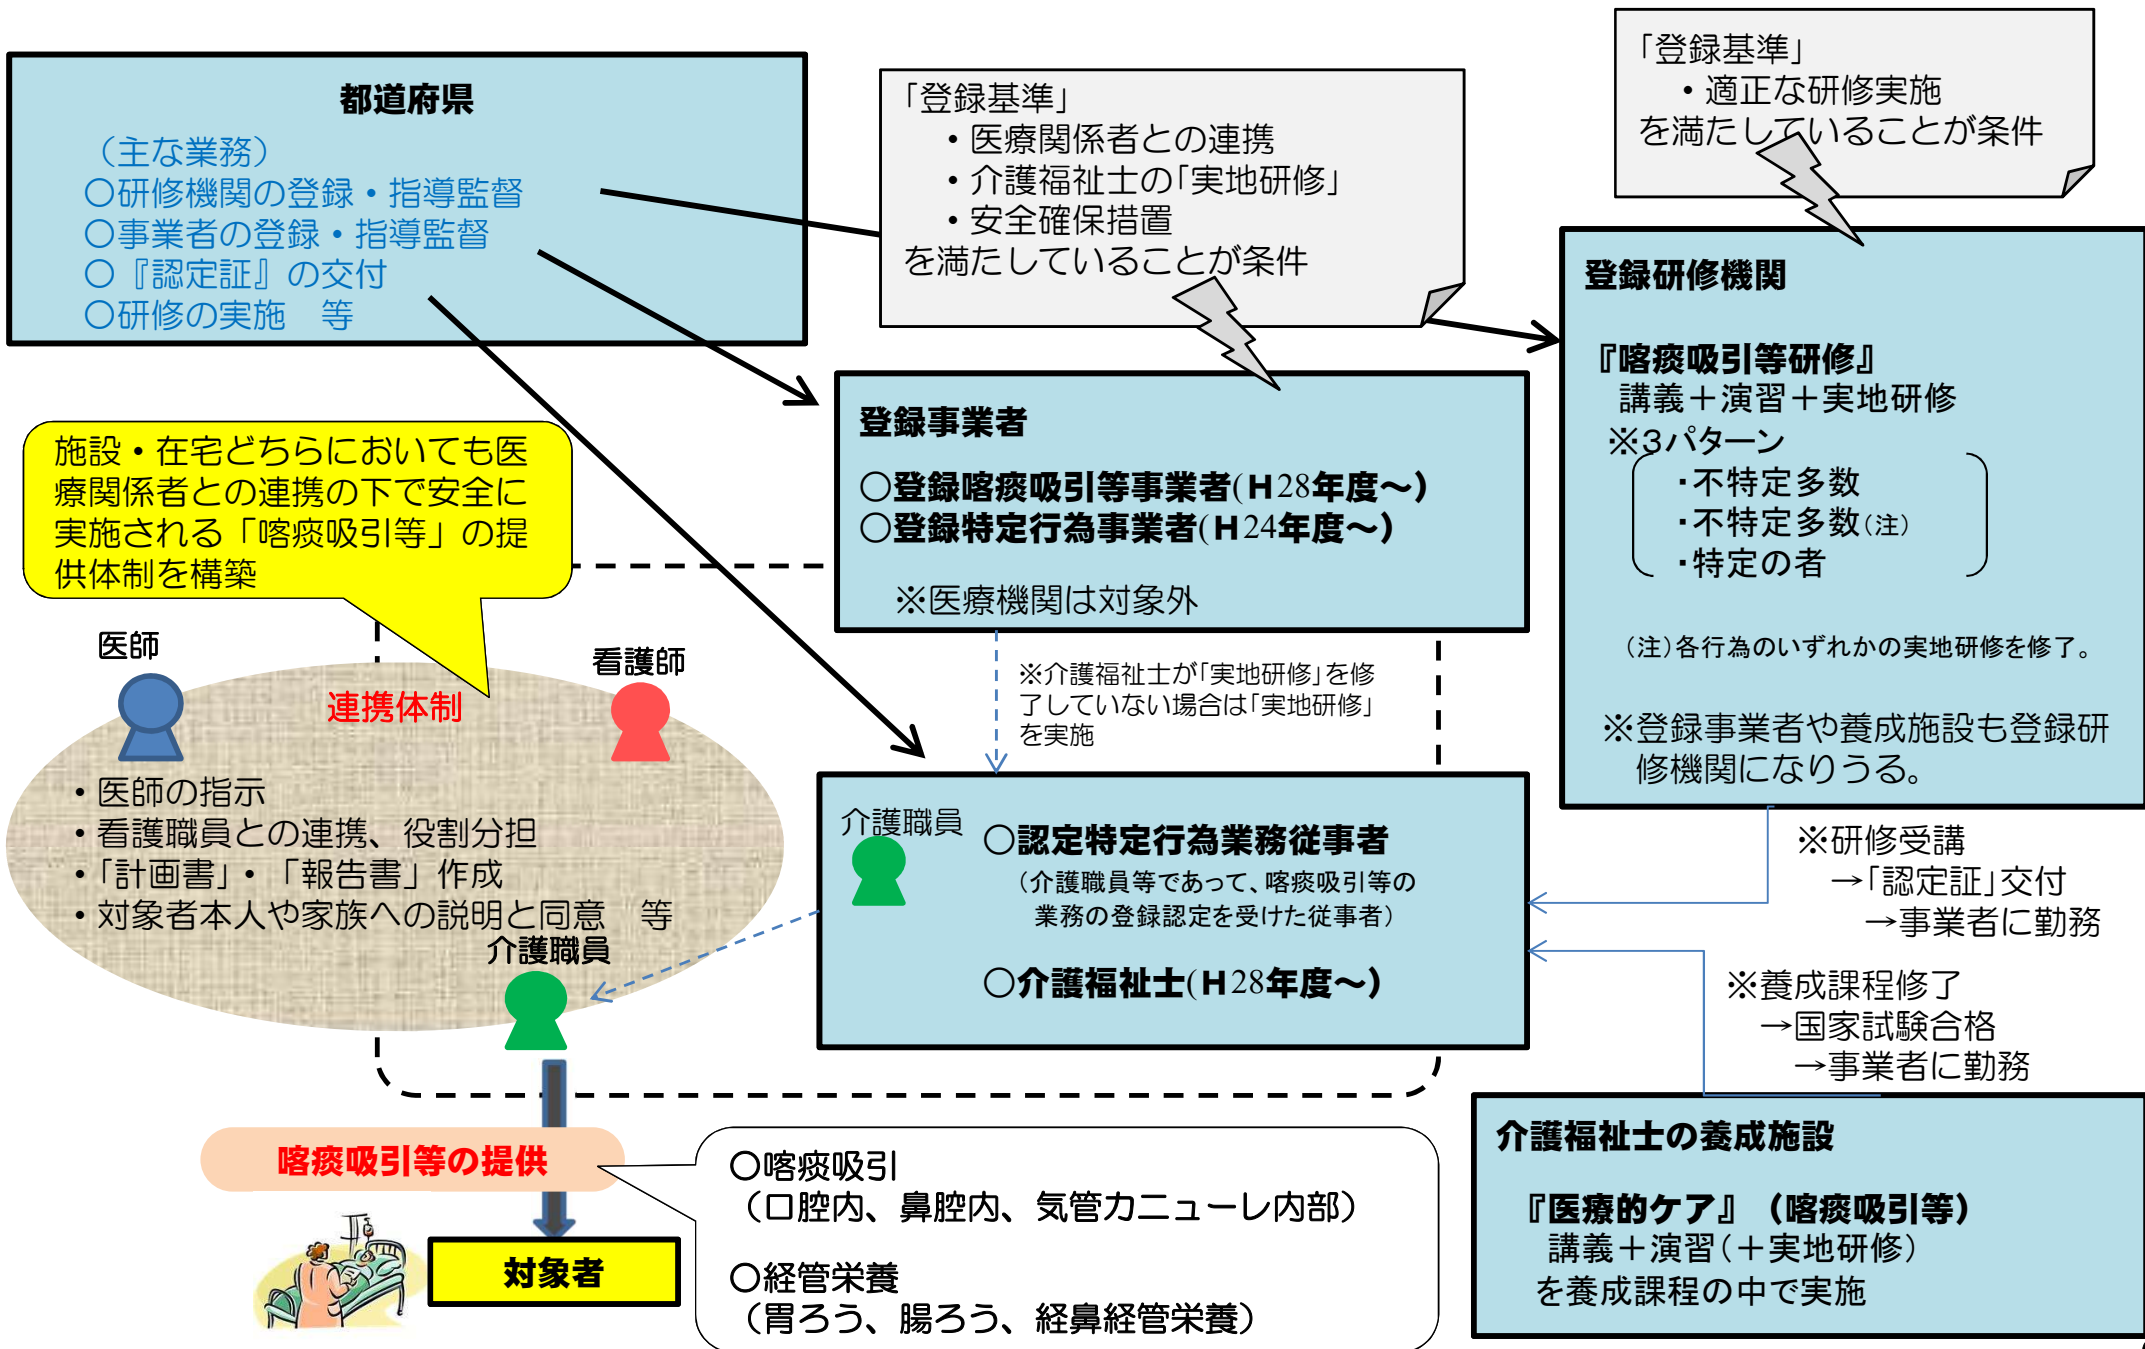 都道府県
（主な業務）
○研修機関の登録・指導監督
○事業者の登録・指導監督
○『認定証』の交付
○研修の実施　等
「登録基準」
・医療関係者との連携
・介護福祉士の「実地研修」
・安全確保措置
を満たしていることが条件
「登録基準」
・適正な研修実施
を満たしていることが条件
登録研修機関
『喀痰吸引等研修』
講義＋演習＋実地研修
※3パターン
・不特定多数
・不特定多数（注）
・特定の者
（注）各行為のいずれかの実地研修を修了。
※登録事業者や養成施設も登録研
修機関になりうる。
登録事業者
○登録喀痰吸引等事業者（H28年度～）
○登録特定行為事業者（H24年度～）
※医療機関は対象外
施設・在宅どちらにおいても医
療関係者との連携の下で安全に
実施される「喀痰吸引等」の提
供体制を構築
医師
看護師
連携体制
・医師の指示
・看護職員との連携、役割分担
・「計画書」・「報告書」作成
・対象者本人や家族への説明と同意　等
介護職員
※介護福祉士が「実地研修」を修
了していない場合は「実地研修」
を実施
介護職員
○認定特定行為業務従事者
（介護職員等であって、喀痰吸引等の
業務の登録認定を受けた従事者）
○介護福祉士（H28年度～）
※研修受講
→「認定証」交付
→事業者に勤務
※養成課程修了
→国家試験合格
→事業者に勤務
介護福祉士の養成施設
『医療的ケア』（喀痰吸引等）
講義＋演習（＋実地研修）
を養成課程の中で実施
喀痰吸引等の提供
対象者
○喀痰吸引
（口腔内、鼻腔内、気管カニューレ内部）
○経管栄養
（胃ろう、腸ろう、経鼻経管栄養）